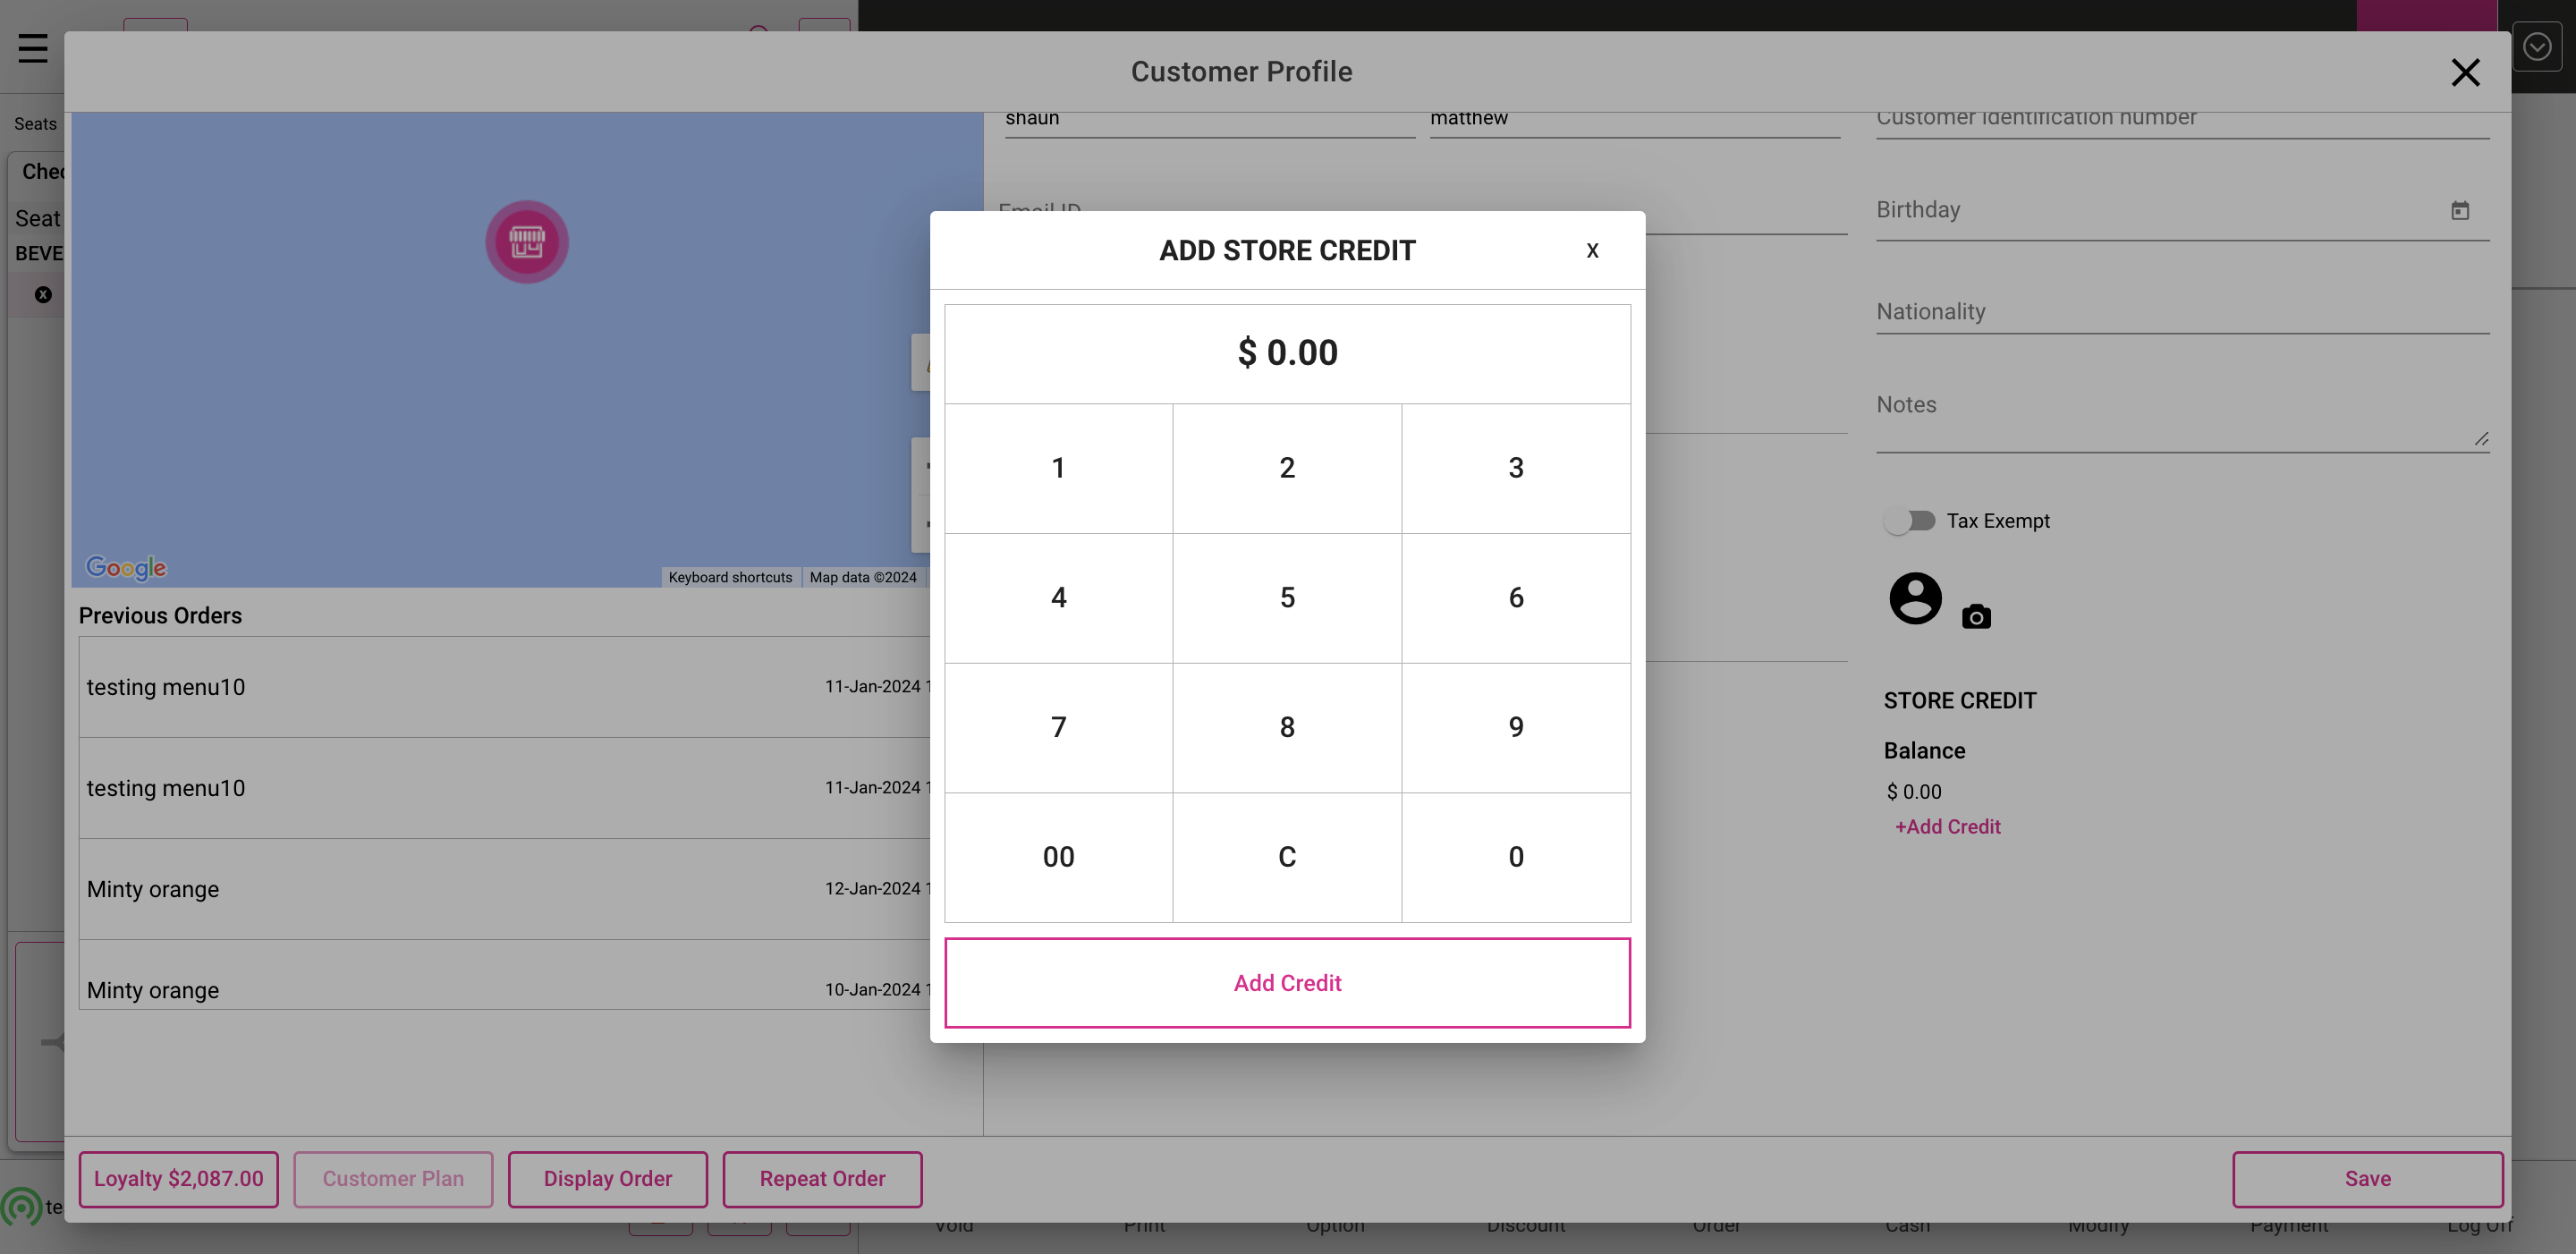 Customer Profile
Seats
shaun
matthew
Customer Identification number
Seat
Email ID
Birthday
BEVE
ADD STORE CREDIT
X
Nationality
$ 0.00
Notes
1
2
3
Tax Exempt
4
5
6
Google
Keyboard shortcuts
Map data ©2024
Previous Orders
testing menu10
11-Jan-2024 1
STORE CREDIT
7
8
9
Balance
testing menu10
11-Jan-2024 1
$ 0.00
+Add Credit
00
C
0
Minty orange
12-Jan-2024 1
Add Credit
Minty orange
10-Jan-2024 1
Loyalty $2,087.00
Customer Plan
Display Order
Repeat Order
Save
te
Void
Print
Option
Discount
Order
Cash
Modify
Payment
Log Off